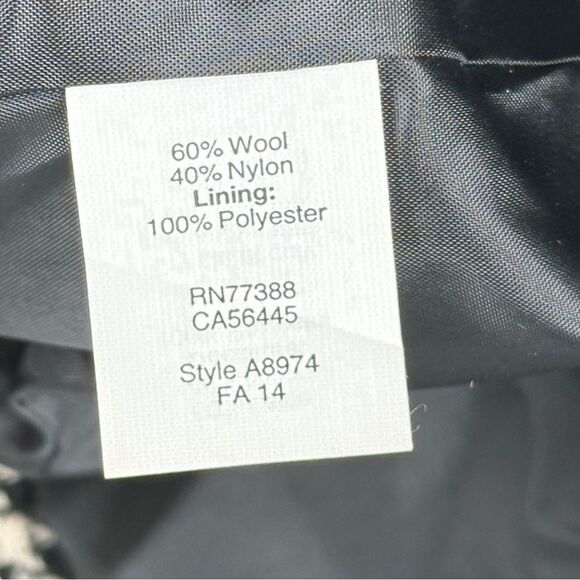 60% Wool
40% Nylon
Lining:
100% Polyester
RN77388
CA56445
Style A8974
FA 14